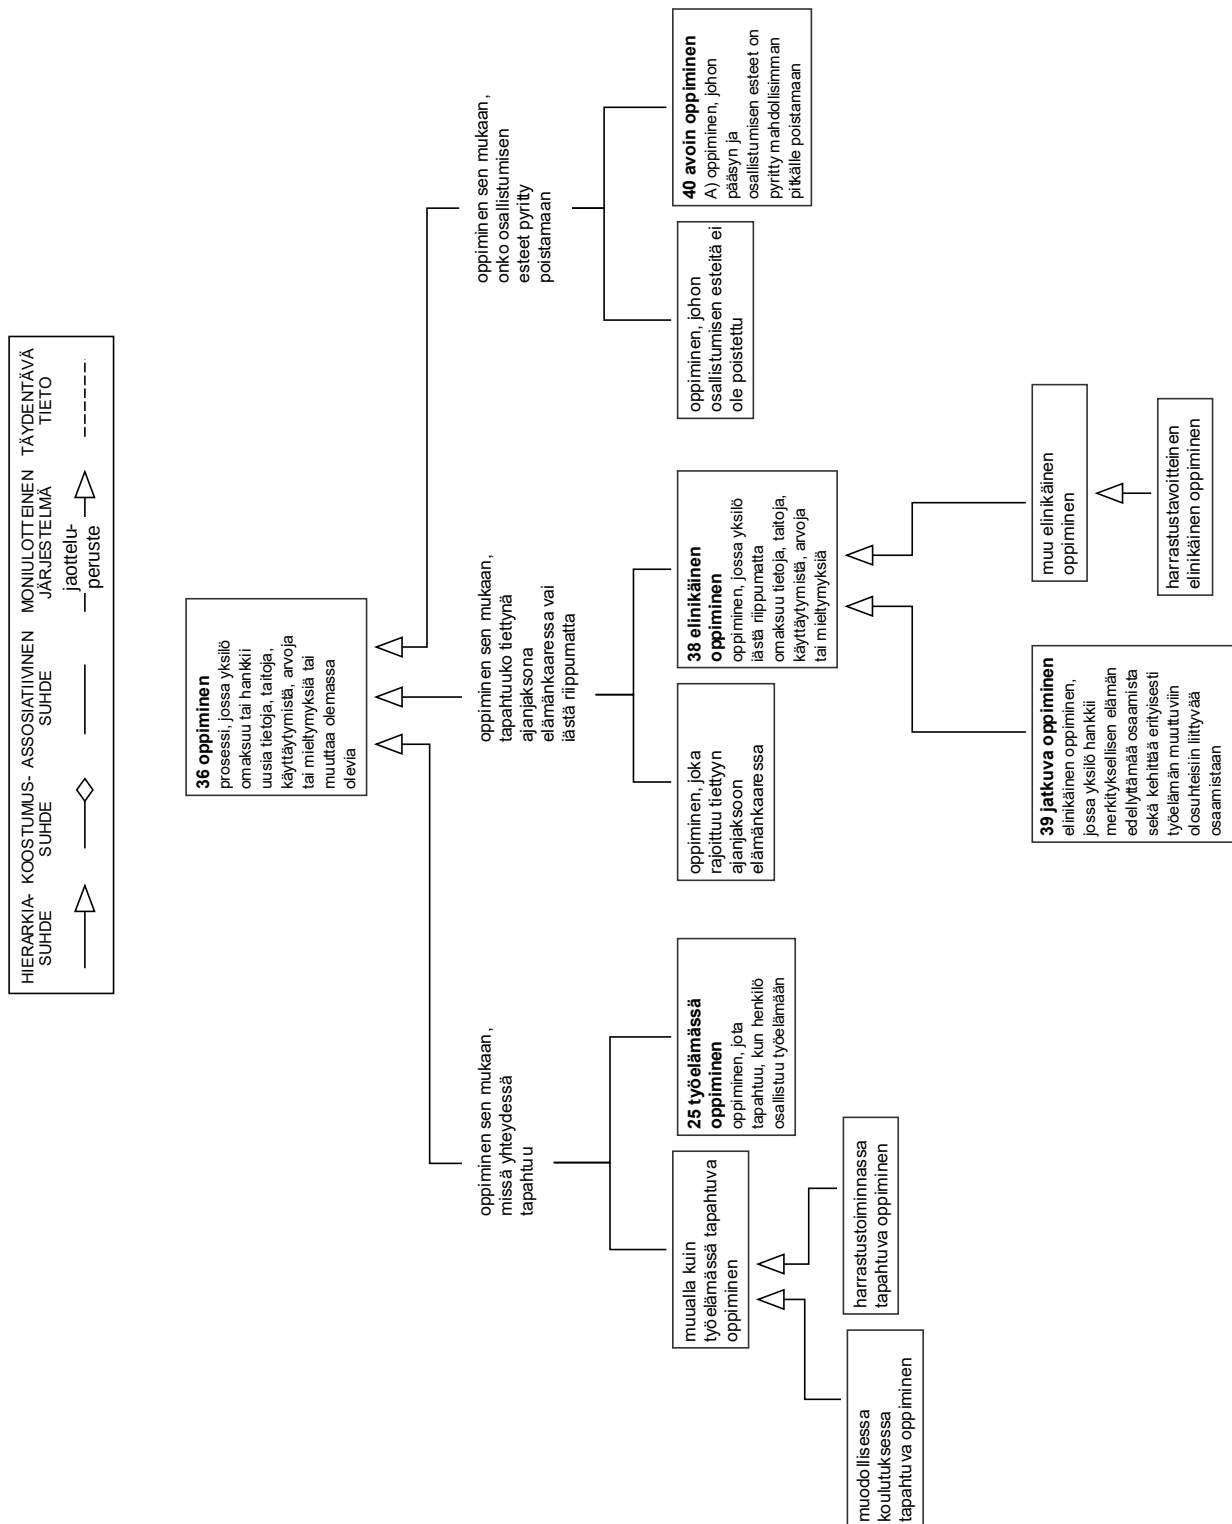 HIERARKIA- KOOSTUMUS- ASSOSIATIIVINEN MONIULOTTEINEN TÄYDENTÄVÄ
SUHDE SUHDE SUHDE JÄRJESTELMÄ TIETO
jaottelu-
peruste
36 oppiminen
prosessi, jossa yksilö
omaksuu tai hankkii
uusia tietoja, taitoja,
käyttäytymistä, arvoja
tai mieltymyksiä tai
muuttaa olemassa
olevia
oppiminen sen mukaan,
missä yhteydessä
tapahtuu
muualla kuin
työelämässä tapahtuva
oppiminen
25 työelämässä
oppiminen
oppiminen, jota
tapahtuu, kun henkilö
osallistuu työelämään
muodollisessa
koulutuksessa
tapahtuva oppiminen
harrastustoiminnassa
tapahtuva oppiminen
oppiminen sen mukaan,
tapahtuuko tiettynä
ajanjaksona
elämänkaaressa vai
iästä riippumatta
oppiminen, joka
rajoittuu tiettyyn
ajanjaksoon
elämänkaaressa
38 elinikäinen
oppiminen
oppiminen, jossa yksilö
iästä riippumatta
omaksuu tietoja, taitoja,
käyttäytymistä, arvoja
tai mieltymyksiä
39 jatkuva oppiminen
elinikäinen oppiminen,
jossa yksilö hankkii
merkityksellisen elämän
edellyttämää osaamista
sekä kehittää erityisesti
työelämän muuttuviin
olosuhteisiin liittyvää
osaamistaan
muu elinikäinen
oppiminen
harrastustavoitteinen
elinikäinen oppiminen
oppiminen sen mukaan,
onko osallistumisen
esteet pyritty
poistamaan
oppiminen, johon
osallistumisen esteitä ei
ole poistettu
40 avoin oppiminen
A) oppiminen, johon
pääsyn ja
osallistumisen esteet on
pyritty mahdollisimman
pitkälle poistamaan